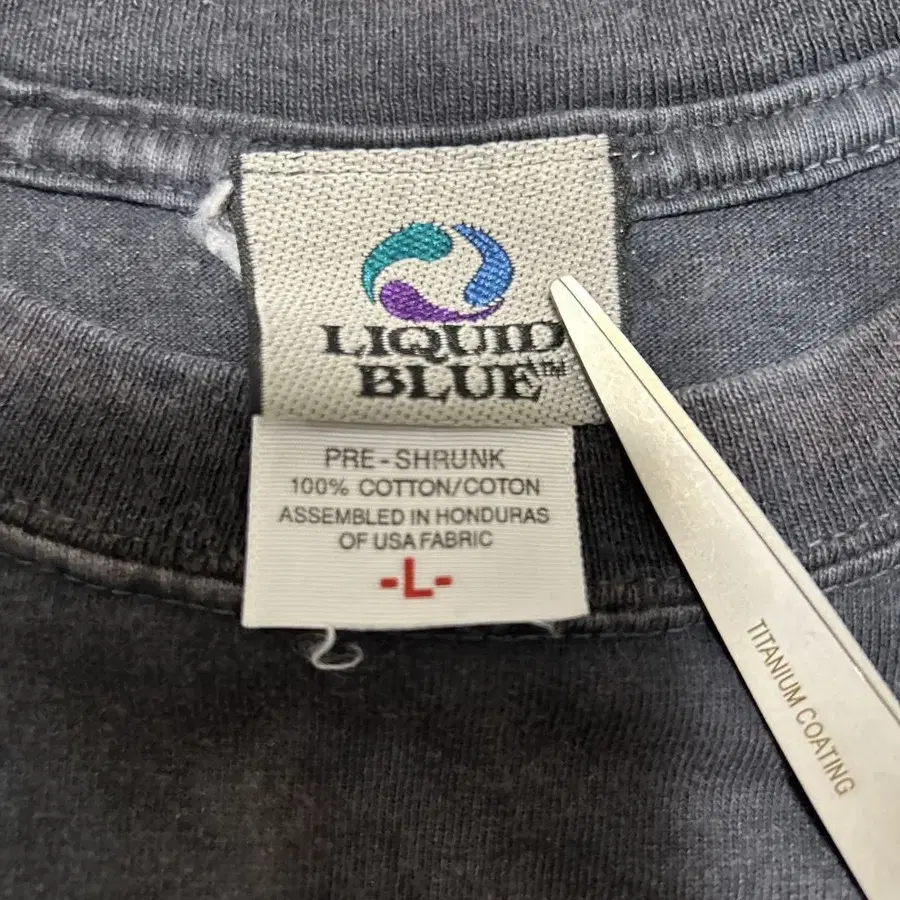 LIQUID
BLUE™
PRE-SHRUNK
100% COTTON/COTON
ASSEMBLED IN HONDURAS
OF USA FABRIC
-L-
TITANIUM COATING